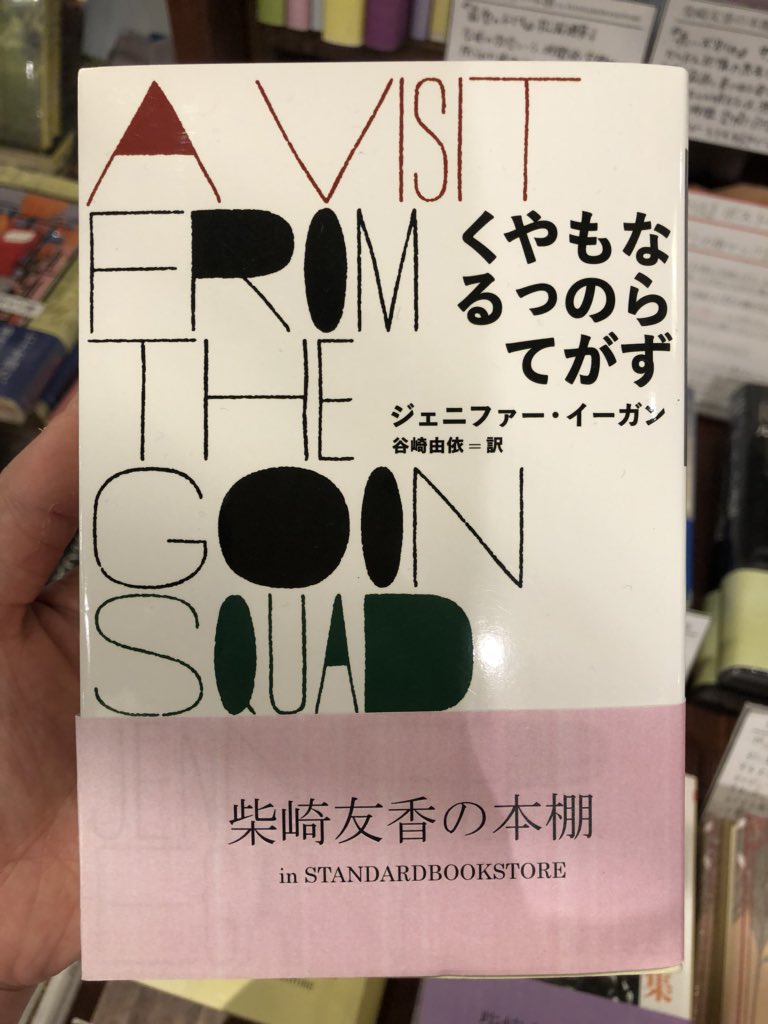 A VISIT
FROM
THE
GOON
SQUAD
なら
ず
もの
が
やっ
て
くる
ジェニファー・イーガン
谷崎由依=訳
柴崎友香の本棚
in STANDARDBOOKSTORE